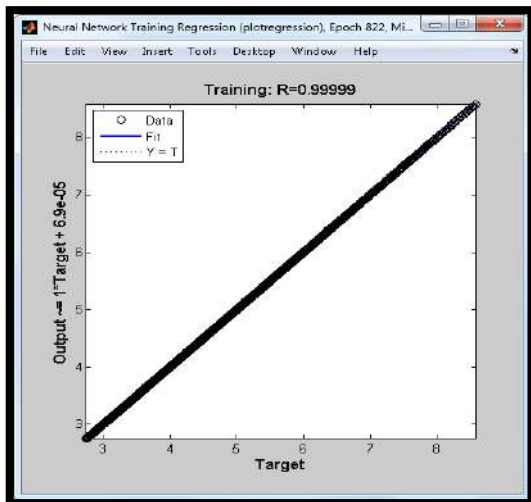 Neural Network Training Regression (plotregression), Epoch 822, Mi...
File Edit View Insert Tools Desktop Window Help
Training: R=0.99999
Data
Fit
Y = T
Output ~= 1*Target + 6.9e-05
8
7
6
5
4
3
3 4 5 6 7 8
Target